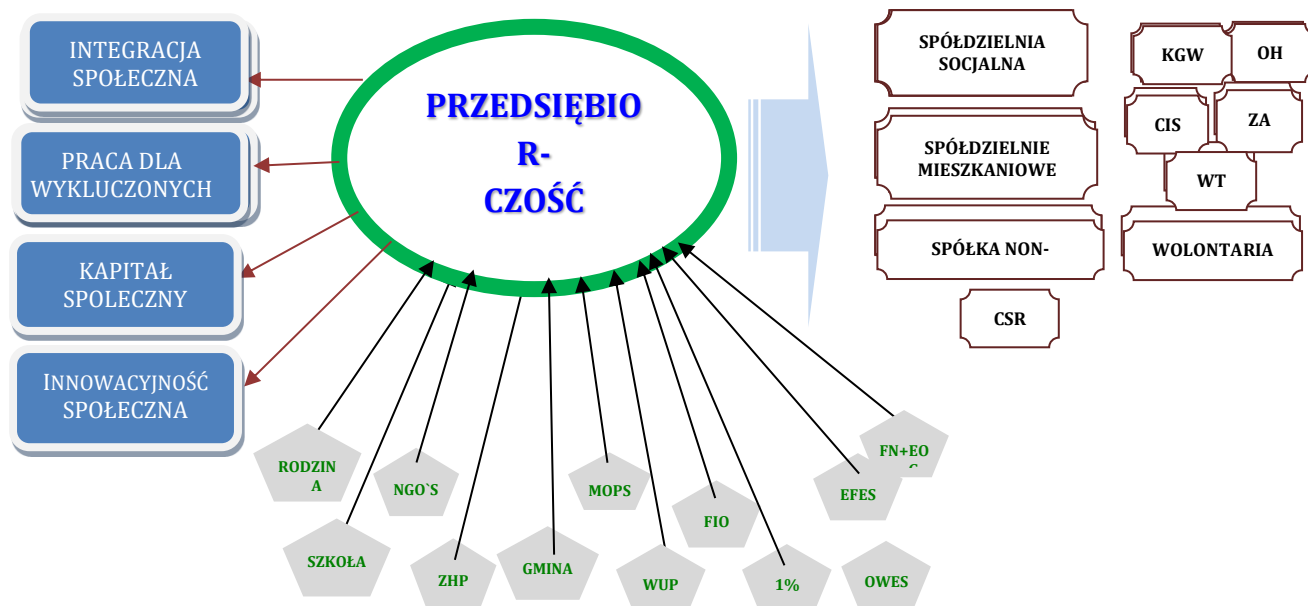 INTEGRACJA
SPOŁECZNA
PRACA DLA
WYKLUCZONYCH
KAPITAŁ
SPOLECZNY
INNOWACYJNOŚĆ
SPOŁECZNA
PRZEDSIĘBIO
R-
CZOŚĆ
SPÓŁDZIELNIA
SOCJALNA
SPÓŁDZIELNIE
MIESZKANIOWE
SPÓŁKA NON-
CSR
KGW
OH
CIS
ZA
WT
WOLONTARIA
RODZIN
A
NGO`S
MOPS
FIO
EFES
FN+EO
SZKOŁA
ZHP
GMINA
WUP
1%
OWES